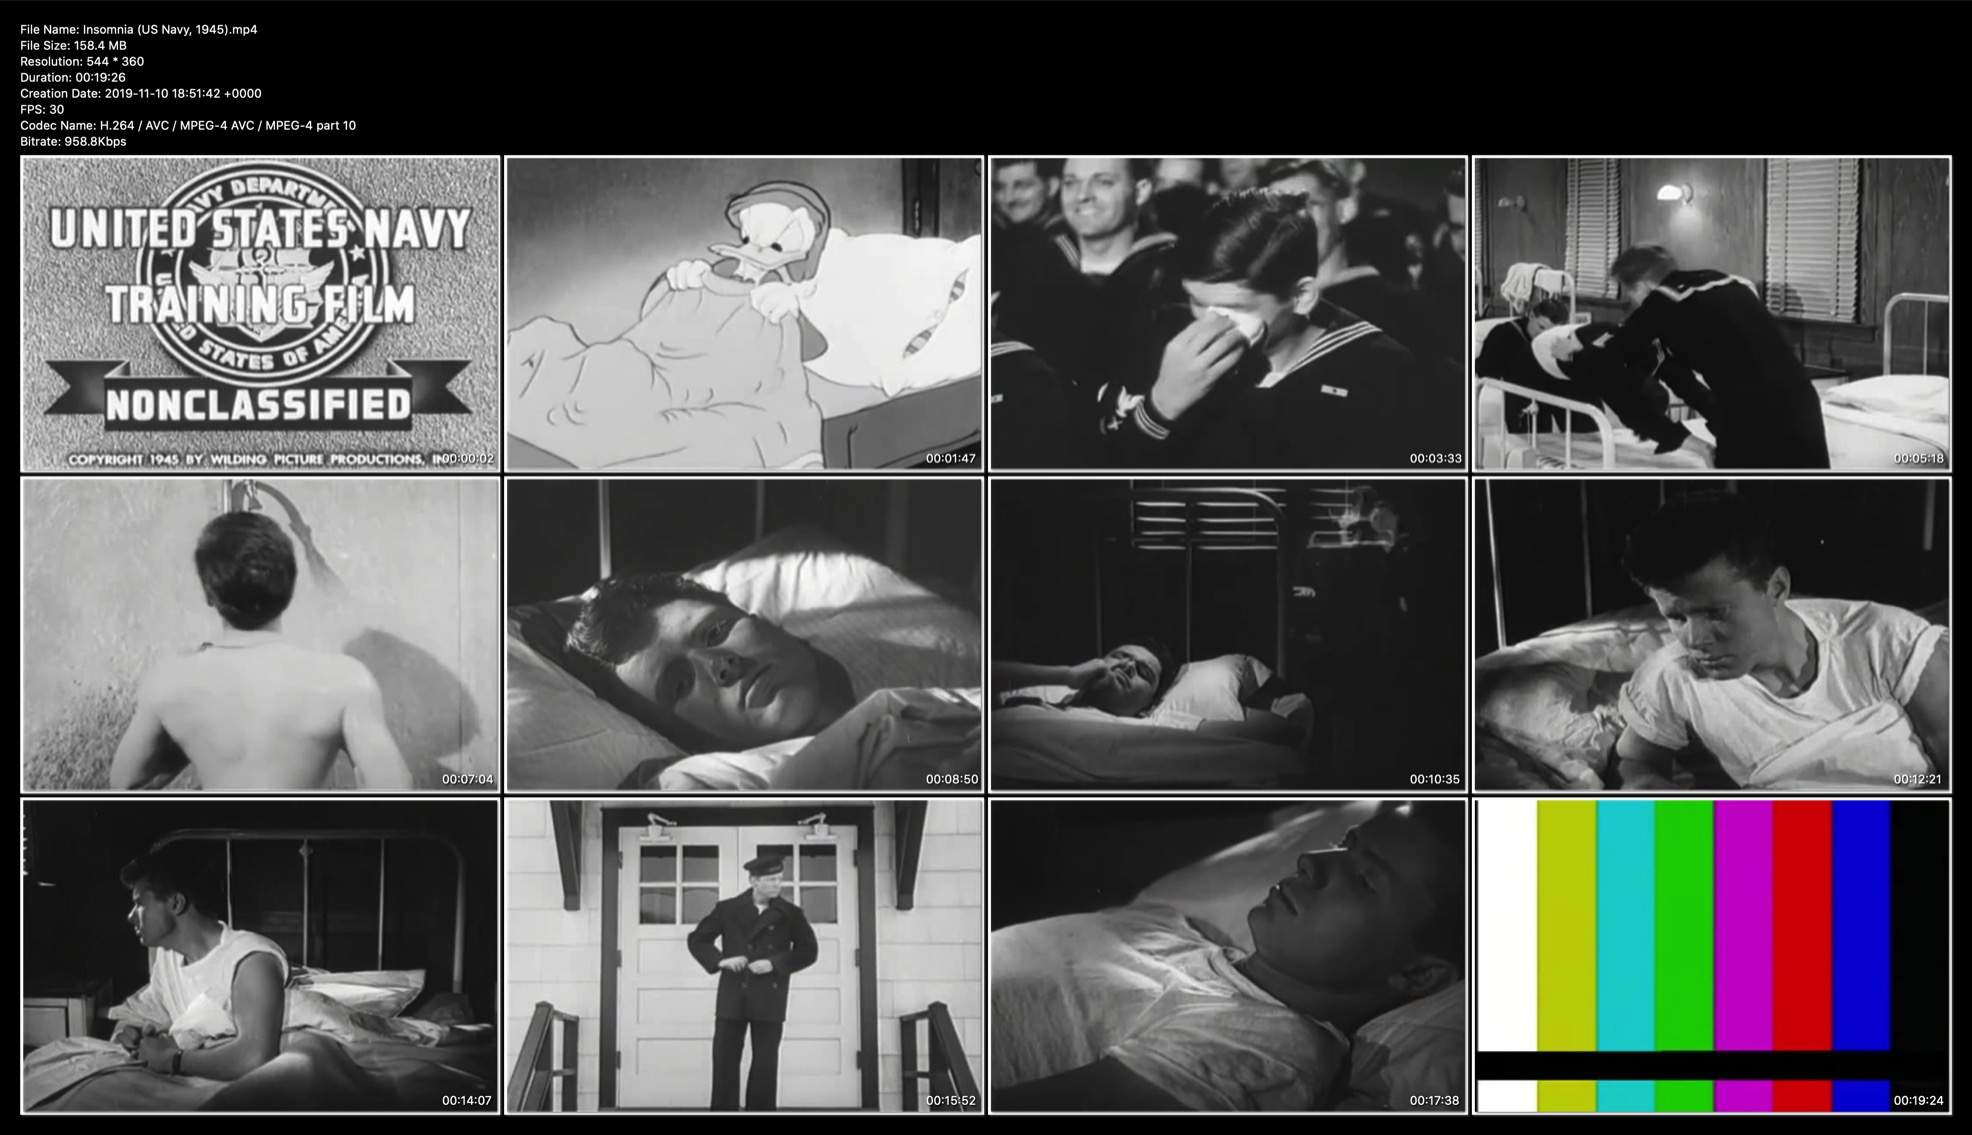 File Name: Insomnia (US Navy, 1945).mp4
File Size: 158.4 MB
Resolution: 544 * 360
Duration: 00:19:26
Creation Date: 2019-11-10 18:51:42 +0000
FPS: 30
Codec Name: H.264 / AVC / MPEG-4 AVC / MPEG-4 part 10
Bitrate: 958.8Kbps
UNITED STATES NAVY
TRAINING FILM
STATES OF
NONCLASSIFIED
COPYRIGHT 1945 BY WILDING PICTURE PRODUCTIONS,
00:00:02
00:01:47
00:03:33
00:05:18
00:07:04
00:08:50
00:10:35
00:12:21
00:14:07
00:15:52
00:17:38
00:19:24